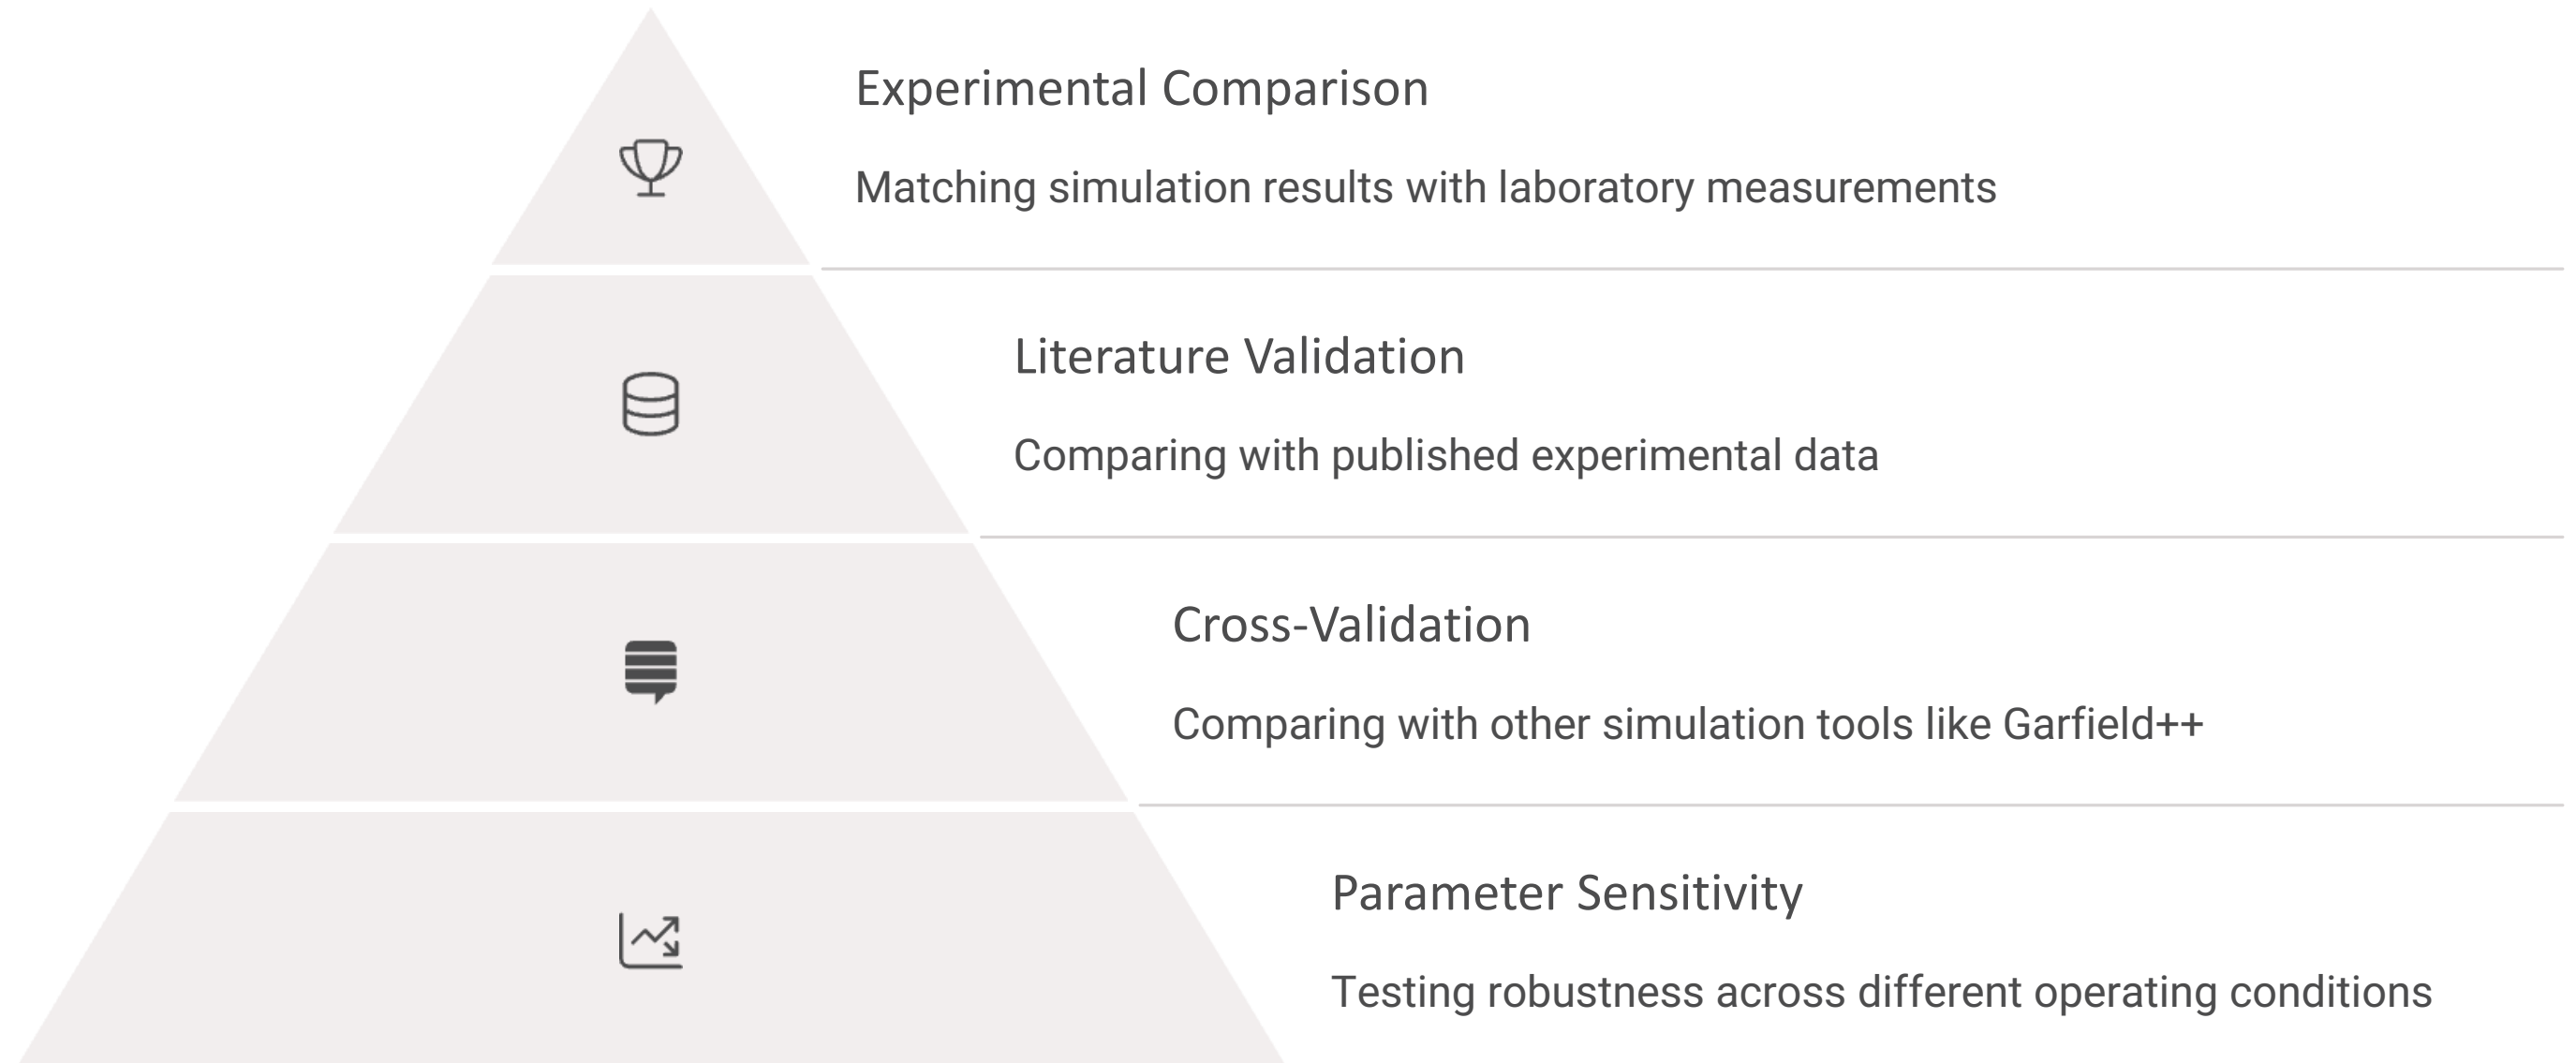 Experimental Comparison
Matching simulation results with laboratory measurements
Literature Validation
Comparing with published experimental data
Cross-Validation
Comparing with other simulation tools like Garfield++
Parameter Sensitivity
Testing robustness across different operating conditions